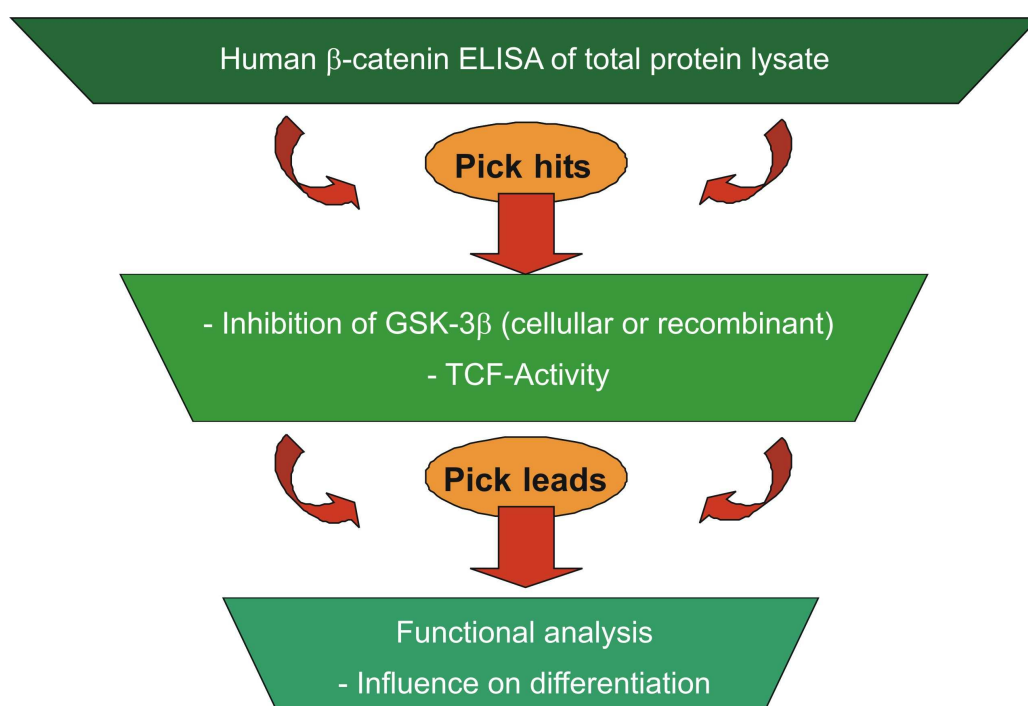 Human β-catenin ELISA of total protein lysate
Pick hits
- Inhibition of GSK-3β (cellullar or recombinant)
- TCF-Activity
Pick leads
Functional analysis
- Influence on differentiation